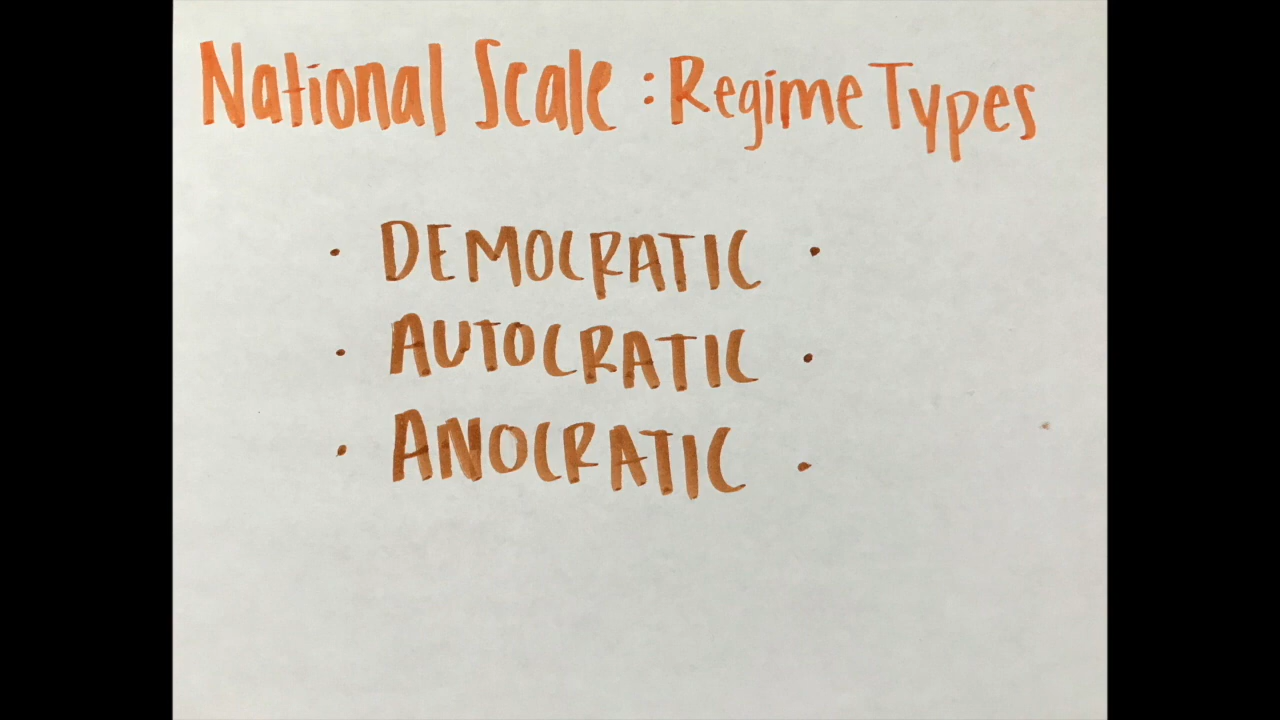 National Scale : Regime Types
• DEMOCRATIC •
• AUTOCRATIC •
• ANOCRATIC •